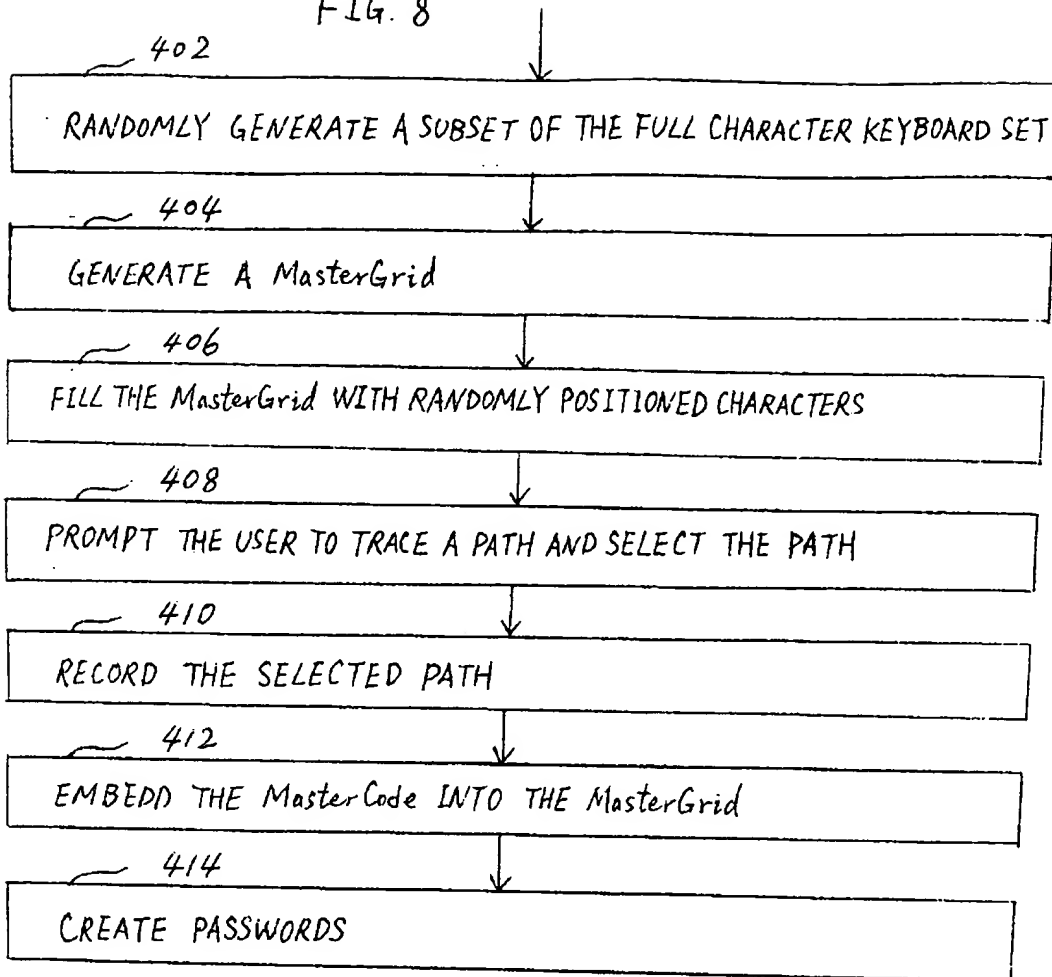 FIG. 8
402
RANDOMLY GENERATE A SUBSET OF THE FULL CHARACTER KEYBOARD SET
404
GENERATE A MasterGrid
406
FILL THE MasterGrid WITH RANDOMLY POSITIONED CHARACTERS
408
PROMPT THE USER TO TRACE A PATH AND SELECT THE PATH
410
RECORD THE SELECTED PATH
412
EMBEDD THE MasterCode INTO THE MasterGrid
414
CREATE PASSWORDS